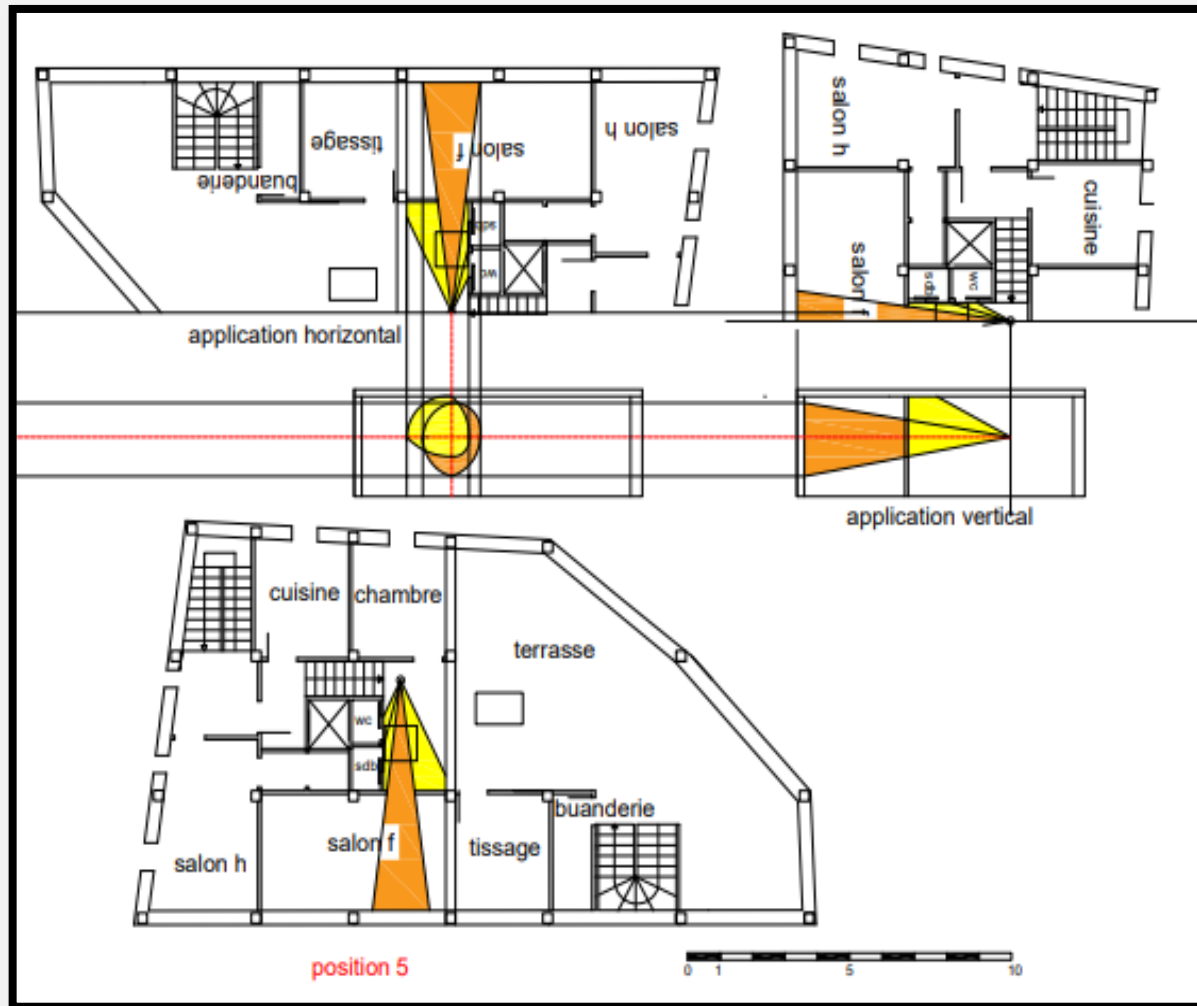 tissage
salon f
salon h
buanderie
sdb
wc
application horizontal
salon h
cuisine
salon f
sdb
wc
application vertical
cuisine
chambre
terrasse
wc
sdb
salon h
salon f
tissage
buanderie
position 5
0 1 5 10